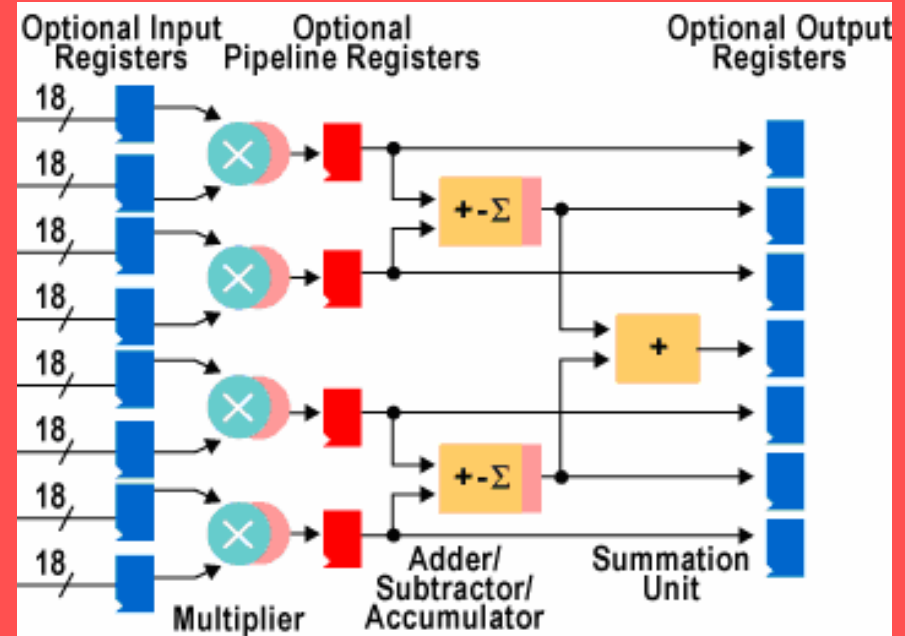 Optional Input
Registers
Optional
Pipeline Registers
Optional Output
Registers
18
18
18
18
18
18
18
18
+-Σ
+
+-Σ
Multiplier
Adder/
Subtractor/
Accumulator
Summation
Unit